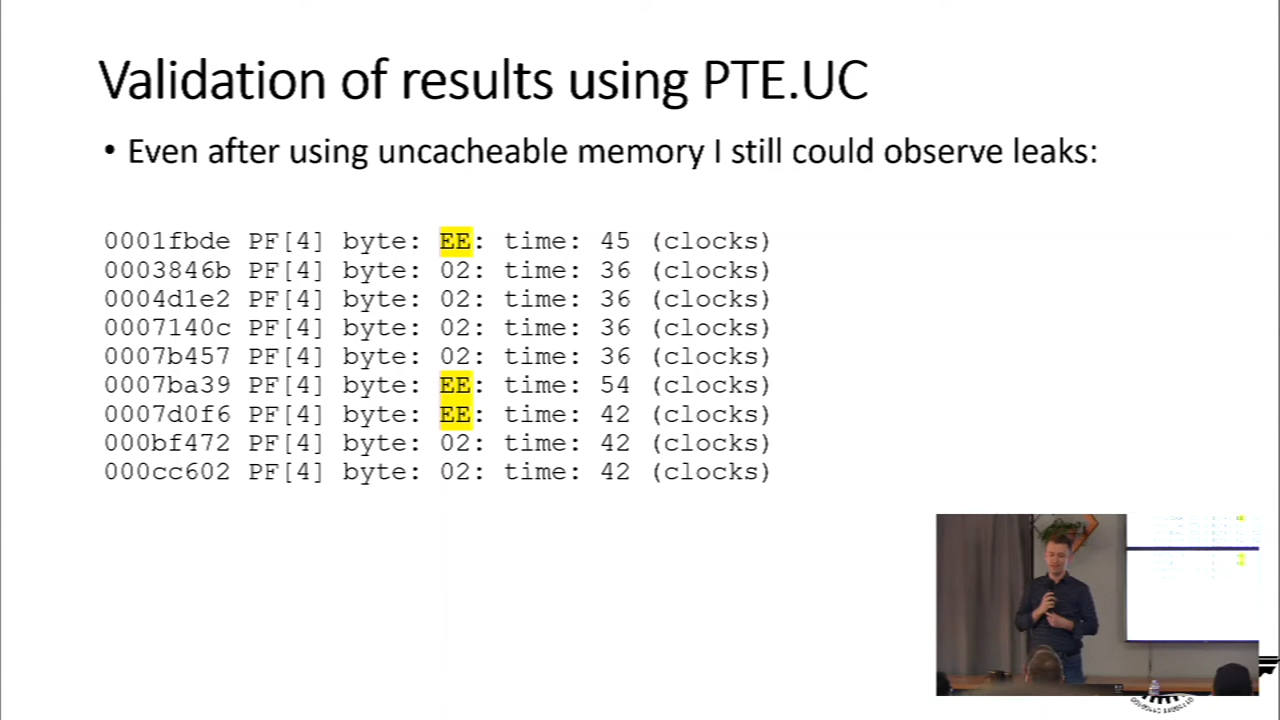 Validation of results using PTE.UC
• Even after using uncacheable memory I still could observe leaks:
0001fbde PF[4] byte: EE: time: 45 (clocks)
0003846b PF[4] byte: 02: time: 36 (clocks)
0004d1e2 PF[4] byte: 02: time: 36 (clocks)
0007140c PF[4] byte: 02: time: 36 (clocks)
0007b457 PF[4] byte: 02: time: 36 (clocks)
0007ba39 PF[4] byte: EE: time: 54 (clocks)
0007d0f6 PF[4] byte: EE: time: 42 (clocks)
000bf472 PF[4] byte: 02: time: 42 (clocks)
000cc602 PF[4] byte: 02: time: 42 (clocks)